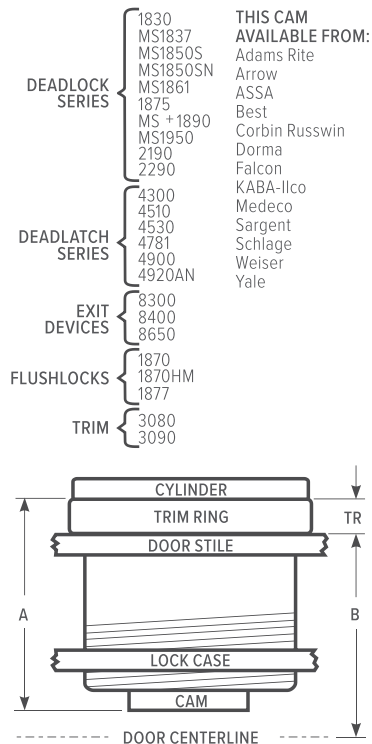 DEADLOCK
SERIES
1830
MS1837
MS1850S
MS1850SN
MS1861
1875
MS + 1890
MS1950
2190
2290
DEADLATCH
SERIES
4300
4510
4530
4781
4900
4920AN
EXIT
DEVICES
8300
8400
8650
FLUSHLOCKS
1870
1870HM
1877
TRIM
3080
3090
THIS CAM
AVAILABLE FROM:
Adams Rite
Arrow
ASSA
Best
Corbin Russwin
Dorma
Falcon
KABA-Ilco
Medeco
Sargent
Schlage
Weiser
Yale
CYLINDER
TRIM RING
TR
DOOR STILE
A
B
LOCK CASE
CAM
DOOR CENTERLINE